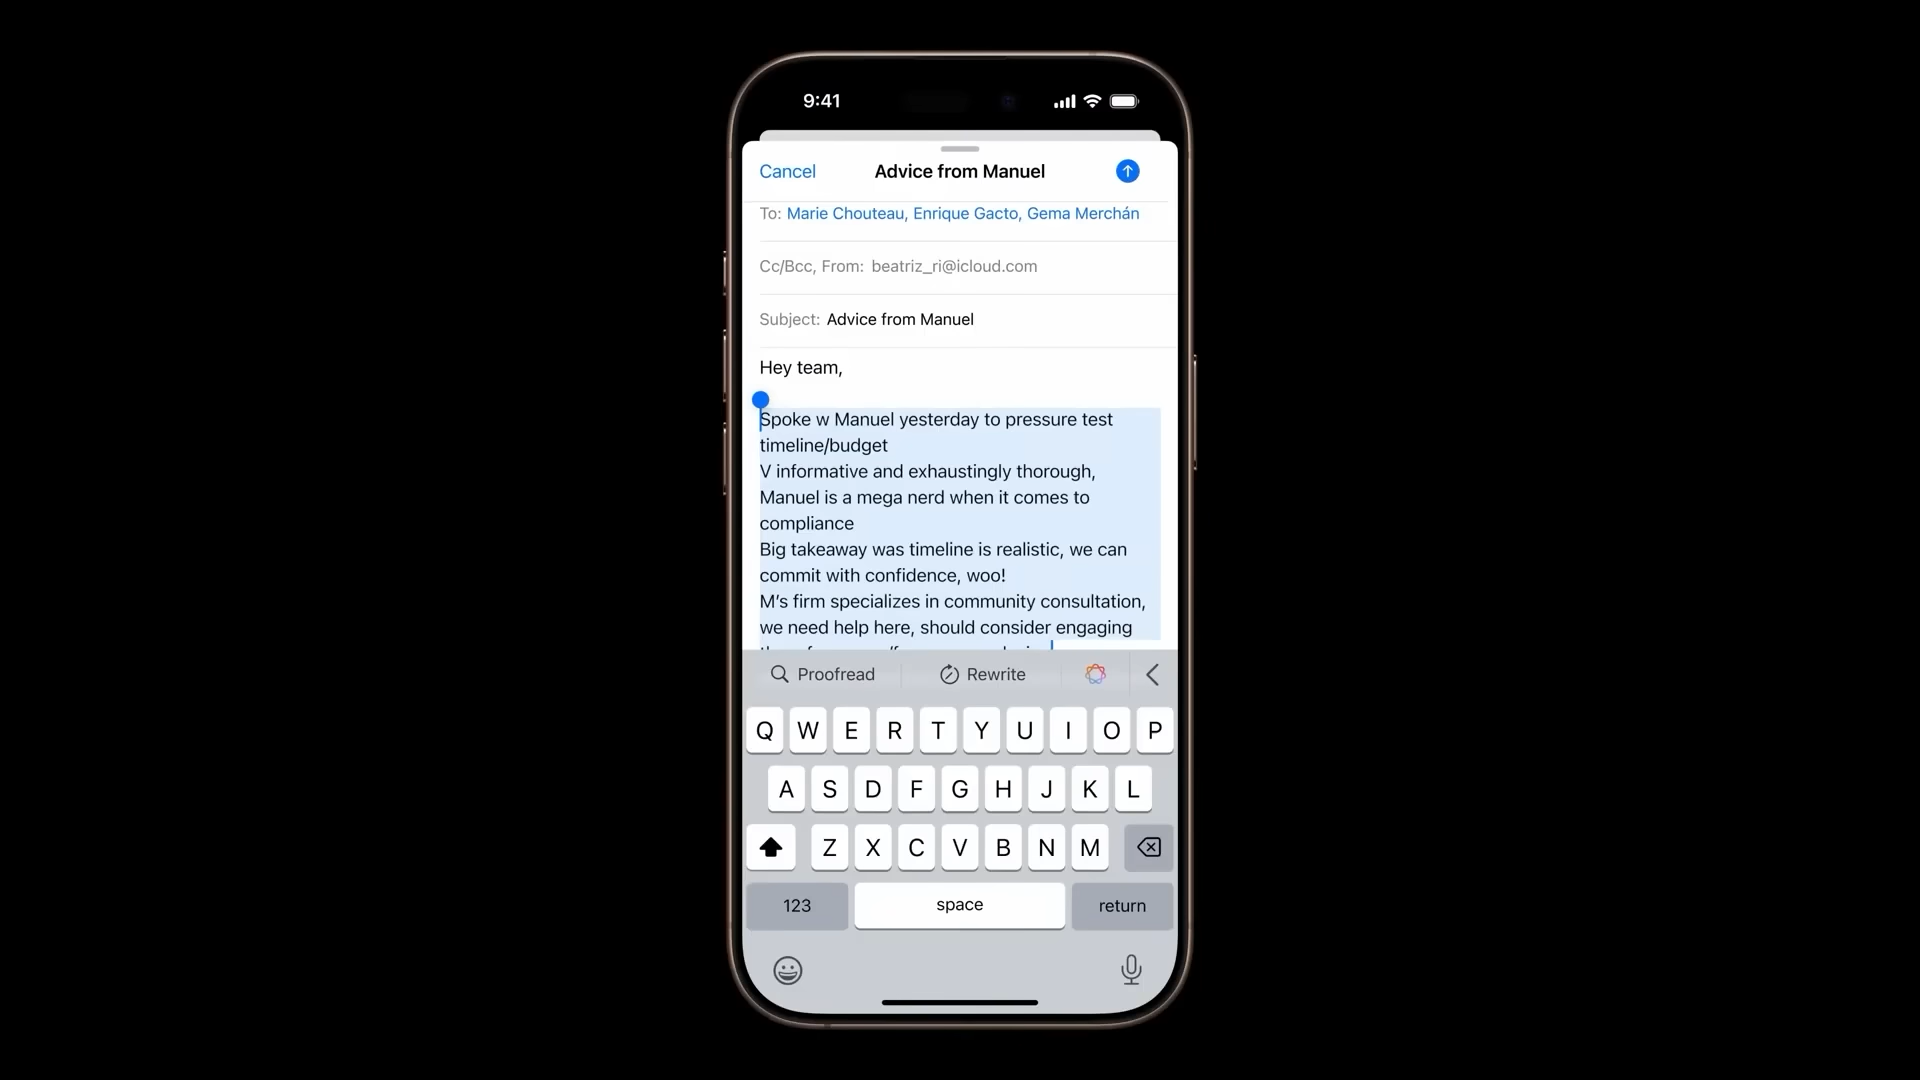 9:41
Cancel
Advice from Manuel
To: Marie Chouteau, Enrique Gacto, Gema Merchán
Cc/Bcc, From: beatriz_ri@icloud.com
Subject: Advice from Manuel
Hey team,
Spoke w Manuel yesterday to pressure test
timeline/budget
V informative and exhaustingly thorough,
Manuel is a mega nerd when it comes to
compliance
Big takeaway was timeline is realistic, we can
commit with confidence, woo!
M’s firm specializes in community consultation,
we need help here, should consider engaging
Proofread
Rewrite
Q W E R T Y U I O P
A S D F G H J K L
Z X C V B N M
123
space
return